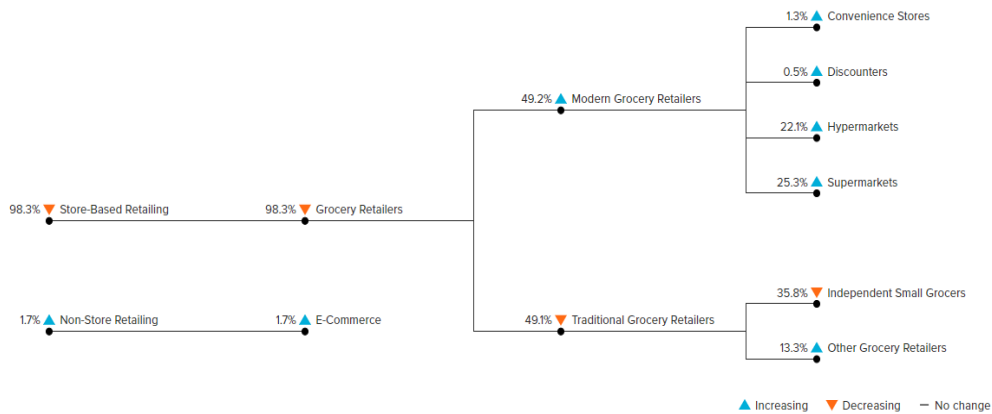 1.3% Convenience Stores
0.5% Discounters
49.2% Modern Grocery Retailers
22.1% Hypermarkets
25.3% Supermarkets
98.3% Store-Based Retailing
98.3% Grocery Retailers
35.8% Independent Small Grocers
1.7% Non-Store Retailing
1.7% E-Commerce
49.1% Traditional Grocery Retailers
13.3% Other Grocery Retailers
Increasing
Decreasing
No change